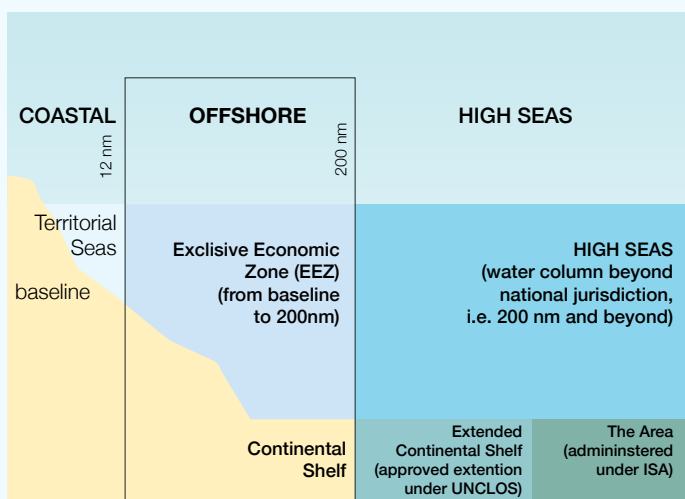 COASTAL
OFFSHORE
HIGH SEAS
12 nm
200 nm
Territorial
Seas
baseline
Exclisive Economic
Zone (EEZ)
(from baseline
to 200nm)
HIGH SEAS
(water column beyond
national jurisdiction,
i.e. 200 nm and beyond)
Continental
Shelf
Extended
Continental Shelf
(approved extention
under UNCLOS)
The Area
(admininstered
under ISA)